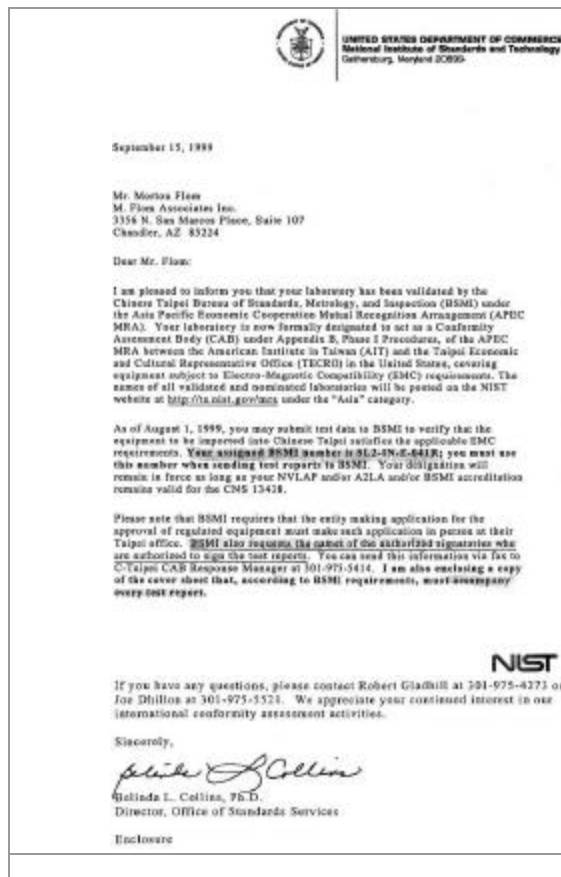 UNITED STATES DEPARTMENT OF COMMERCE
National Institute of Standards and Technology
Gaithersburg, Maryland 20899-
September 15, 1999
Mr. Morton Flom
M. Flom Associates Inc.
3356 N. San Marcos Place, Suite 107
Chandler, AZ 85224
Dear Mr. Flom:
I am pleased to inform you that your laboratory has been validated by the
Chinese Taipei Bureau of Standards, Metrology, and Inspection (BSMI) under
the Asia Pacific Economic Cooperation Mutual Recognition Arrangement (APEC
MRA). Your laboratory is now formally designated to act as a Conformity
Assessment Body (CAB) under Appendix B, Phase I Procedures, of the APEC
MRA between the American Institute in Taiwan (AIT) and the Taipei Economic
and Cultural Representative Office (TECRO) in the United States, covering
equipment subject to Electro-Magnetic Compatibility (EMC) requirements. The
names of all validated and nominated laboratories will be posted on the NIST
website at http://ts.nist.gov/mra under the "Asia" category.
As of August 1, 1999, you may submit test data to BSMI to verify that the
equipment to be imported into Chinese Taipei satisfies the applicable EMC
requirements. Your assigned BSMI number is SL2-IN-E-041R; you must use
this number when sending test reports to BSMI. Your designation will
remain in force as long as your NVLAP and/or A2LA and/or BSMI accreditation
remains valid for the CNS 13438.
Please note that BSMI requires that the entity making application for the
approval of regulated equipment must make such application in person at their
Taipei office. BSMI also requests the names of the authorized signatories who
are authorized to sign the test reports. You can send this information via fax to
C-Taipei CAB Response Manager at 301-975-5414. I am also enclosing a copy
of the cover sheet that, according to BSMI requirements, must accompany
every test report.
NIST
If you have any questions, please contact Robert Gladhill at 301-975-4273 or
Joe Dhillon at 301-975-5521. We appreciate your continued interest in our
international conformity assessment activities.
Sincerely,
Belinda L. Collins
Belinda L. Collins, Ph.D.
Director, Office of Standards Services
Enclosure